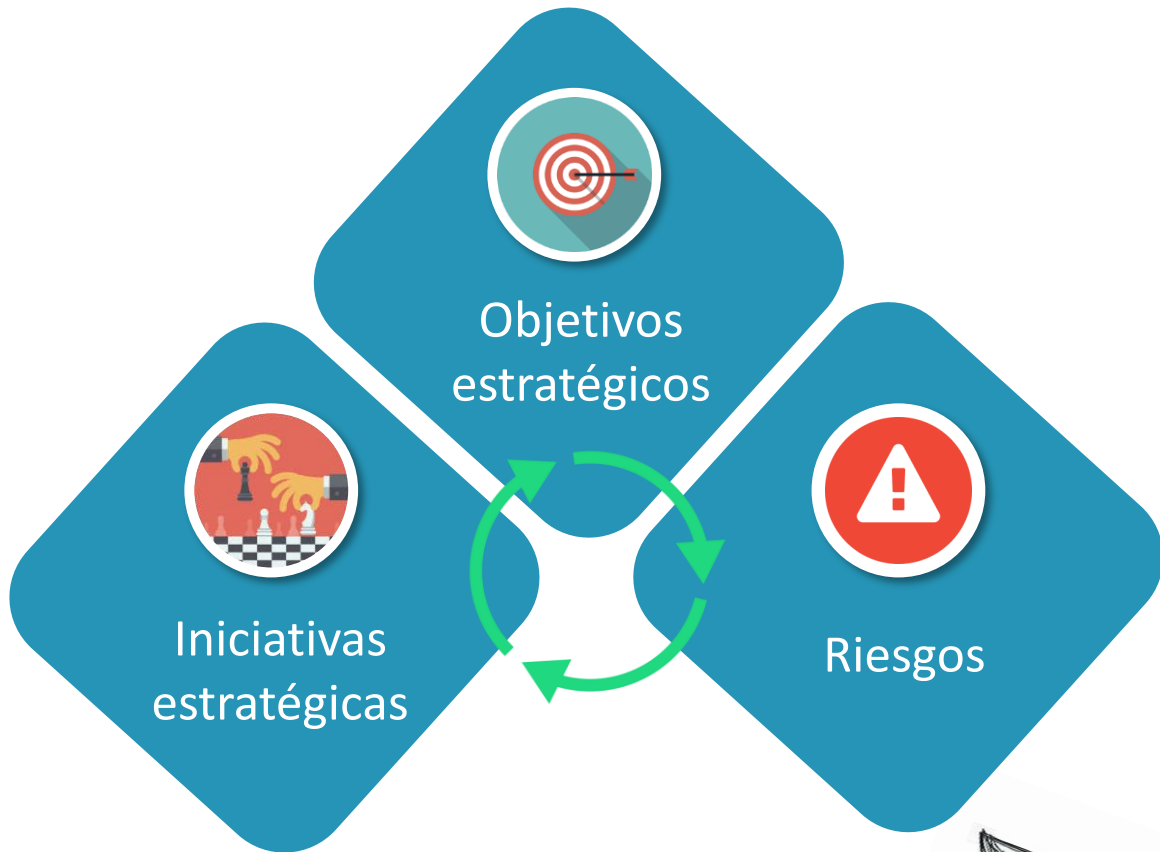 Objetivos
estratégicos
Iniciativas
estratégicas
Riesgos